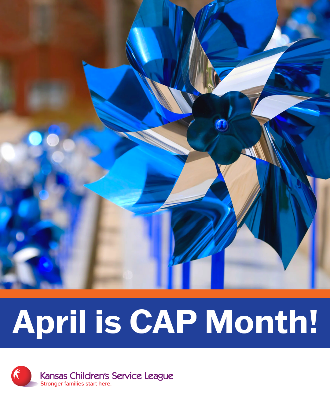 April is CAP Month!
Kansas Children's Service League
Stronger families start here